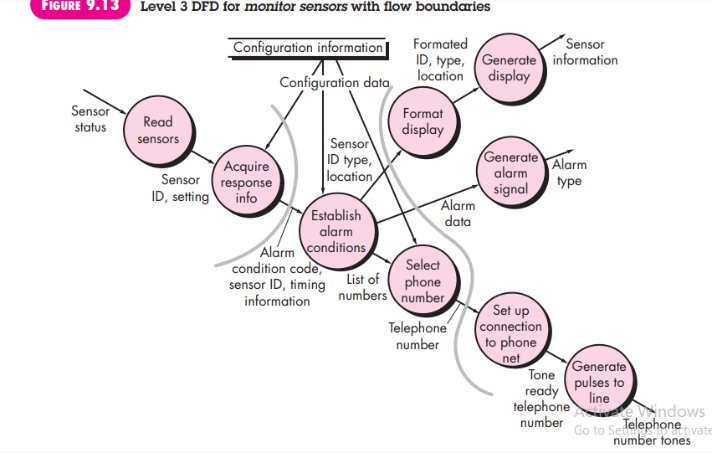 FIGURE 9.13 Level 3 DFD for monitor sensors with flow boundaries
Configuration information
Configuration data
Formated
ID, type,
location
Generate
display
Sensor
information
Sensor
status
Read
sensors
Format
display
Sensor
ID, setting
Acquire
response
info
Sensor
ID type,
location
Generate
alarm
signal
Alarm
type
Establish
alarm
conditions
Alarm
data
Alarm
condition code,
sensor ID, timing
information
List of
numbers
Select
phone
number
Telephone
number
Set up
connection
to phone
net
Generate
pulses to
line
Tone
ready
telephone
number
Activate Windows
Go to Settings to activate
Telephone
number tones